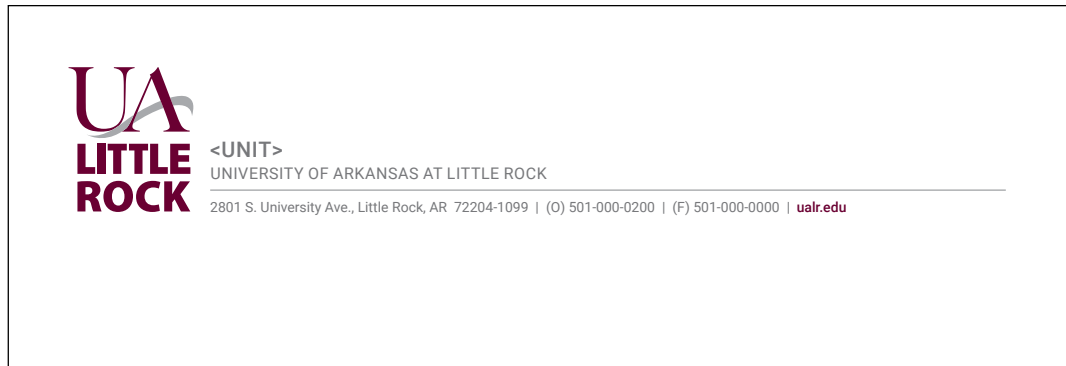 UA
LITTLE
ROCK
<UNIT>
UNIVERSITY OF ARKANSAS AT LITTLE ROCK
2801 S. University Ave., Little Rock, AR 72204-1099 | (O) 501-000-0200 | (F) 501-000-0000 | ualr.edu